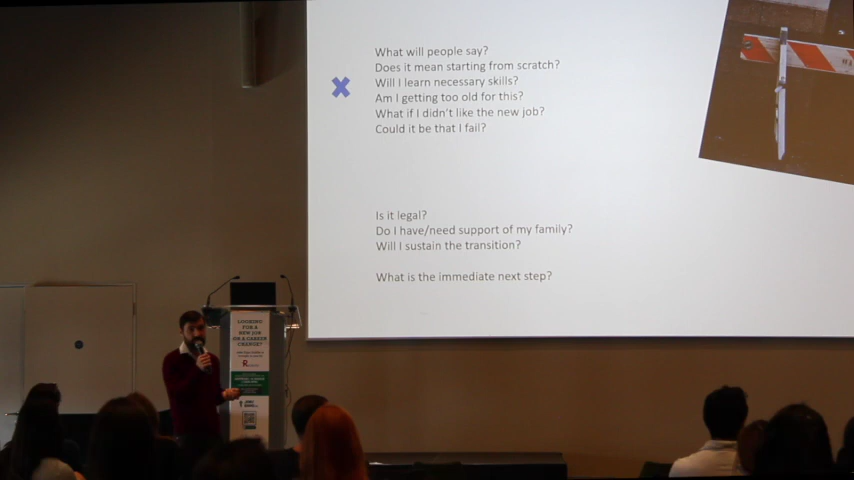 What will people say?
Does it mean starting from scratch?
Will I learn necessary skills?
Am I getting too old for this?
What if I didn't like the new job?
Could it be that I fail?
Is it legal?
Do I have/need support of my family?
Will I sustain the transition?
What is the immediate next step?
LOOKING
FOR A
NEW JOB
OR A CAREER
CHANGE?